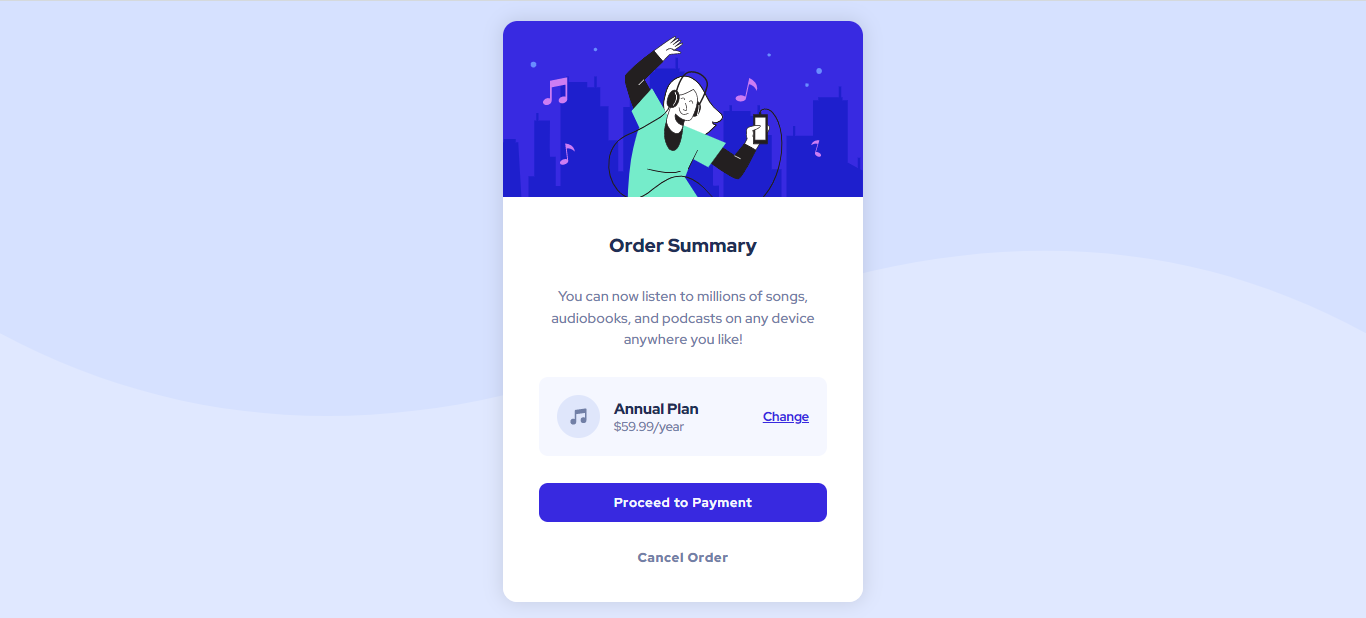 Order Summary
You can now listen to millions of songs,
audiobooks, and podcasts on any device
anywhere you like!
Annual Plan
$59.99/year
Change
Proceed to Payment
Cancel Order